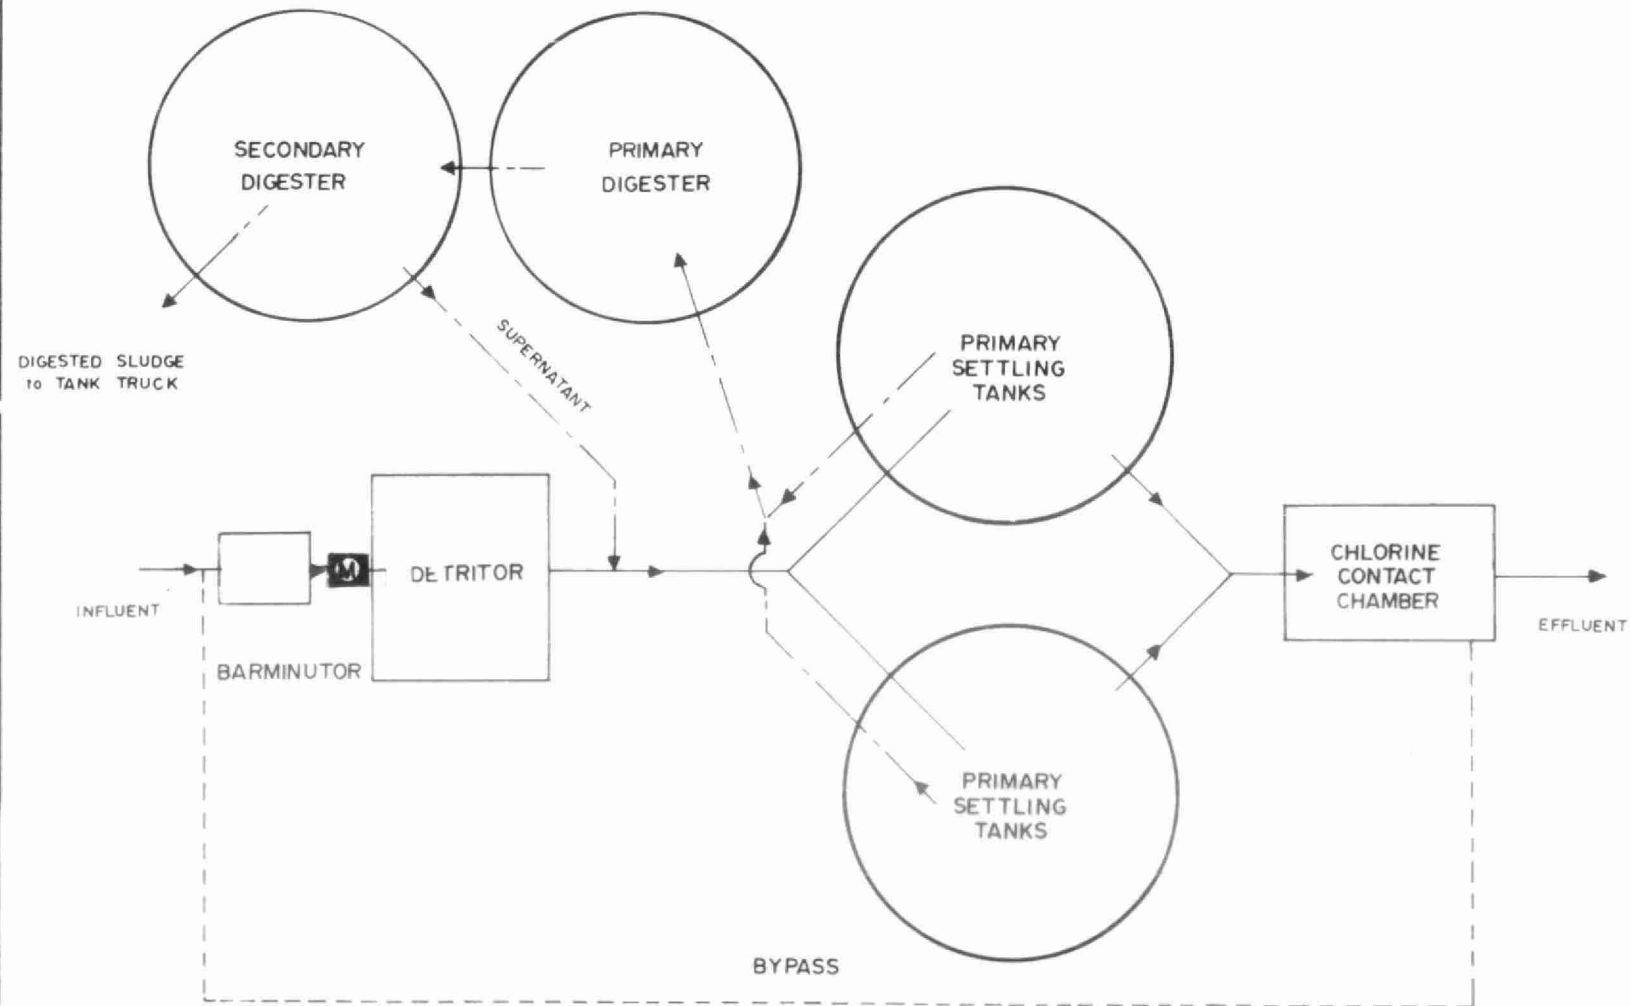 SECONDARY
DIGESTER
PRIMARY
DIGESTER
DIGESTED SLUDGE
to TANK TRUCK
SUPERNATANT
PRIMARY
SETTLING
TANKS
INFLUENT
M
DETRITOR
BARMINUTOR
CHLORINE
CONTACT
CHAMBER
EFFLUENT
PRIMARY
SETTLING
TANKS
BYPASS